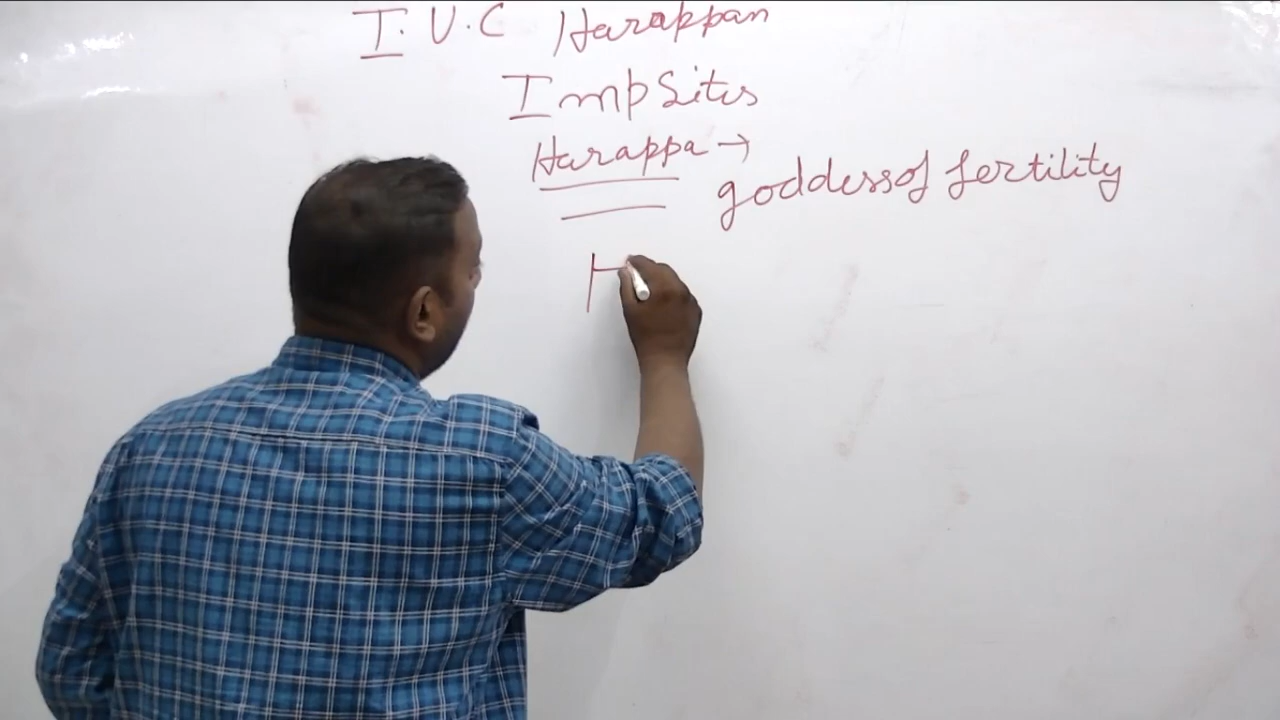 I.V.C Harappan
Imp Sites
Harappa →
goddess of fertility